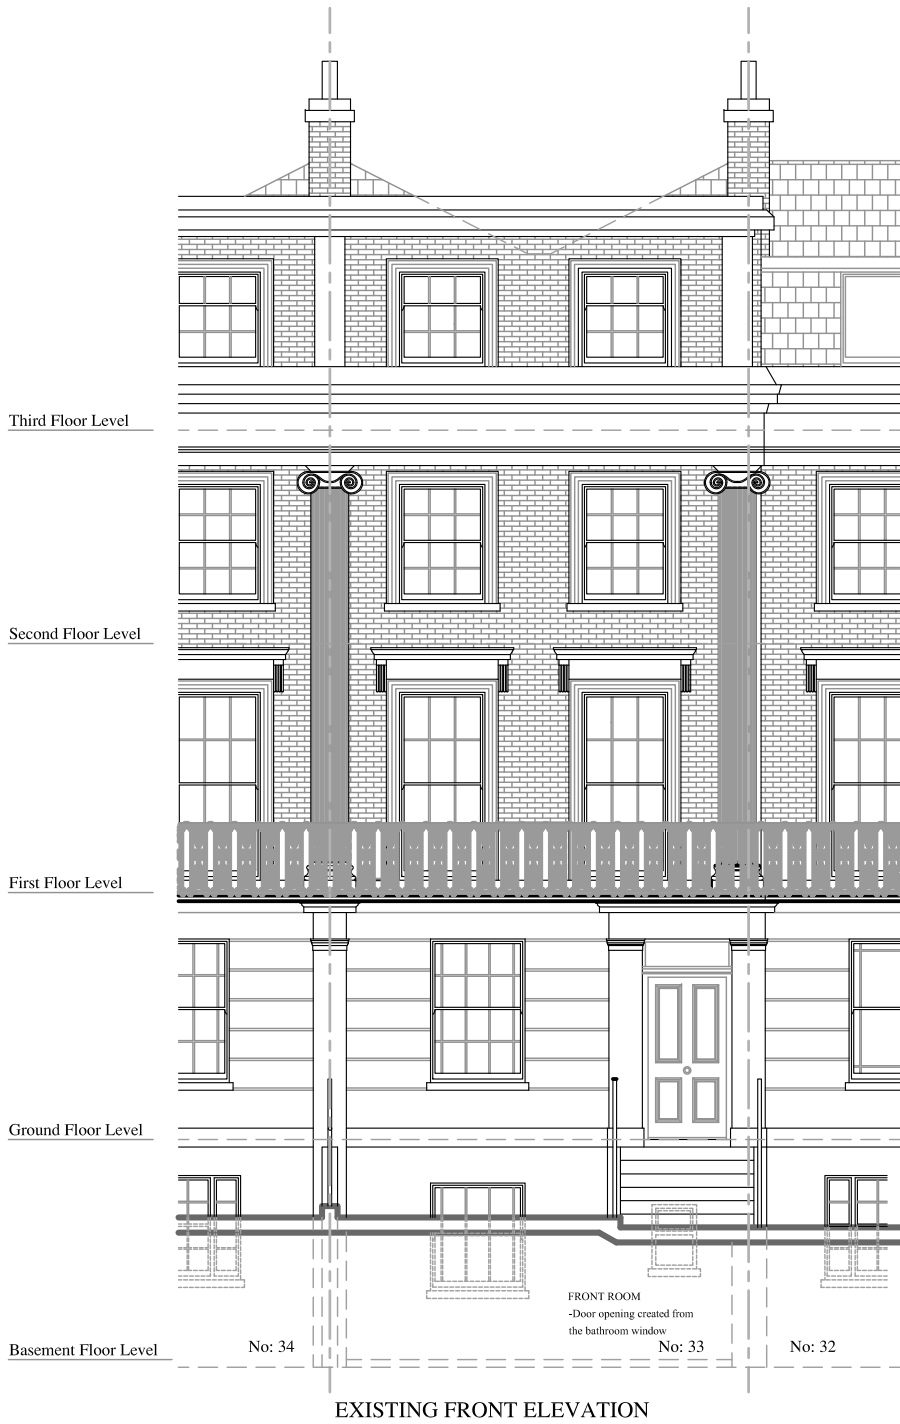 Third Floor Level
Second Floor Level
First Floor Level
Ground Floor Level
FRONT ROOM
-Door opening created from
the bathroom window
Basement Floor Level
No: 34
No: 33
No: 32
EXISTING FRONT ELEVATION